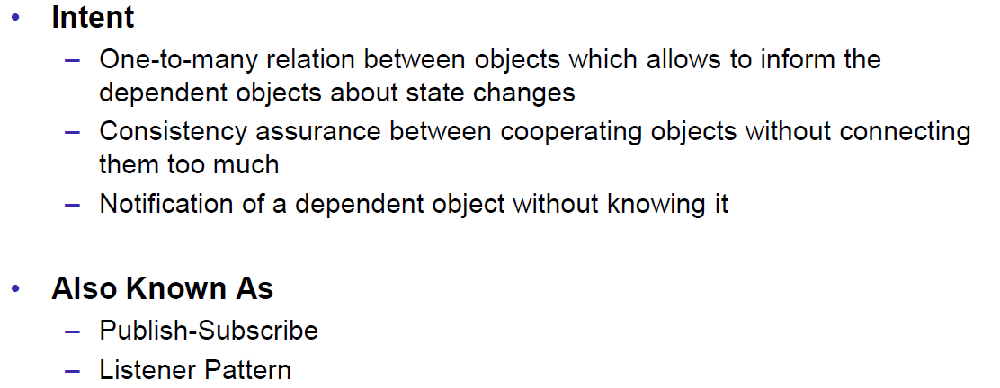 • Intent
– One-to-many relation between objects which allows to inform the
dependent objects about state changes
– Consistency assurance between cooperating objects without connecting
them too much
– Notification of a dependent object without knowing it
• Also Known As
– Publish-Subscribe
– Listener Pattern